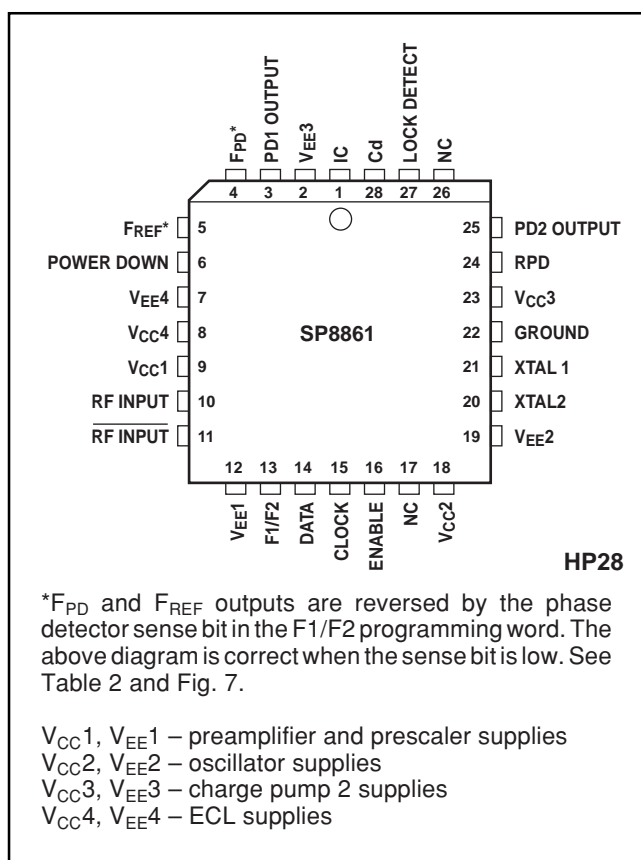 FPD*
PD1 OUTPUT
VEE3
IC
Cd
LOCK DETECT
NC
4 3 2 1 28 27 26
FREF* 5
POWER DOWN 6
VEE4 7
VCC4 8
VCC1 9
RF INPUT 10
RF INPUT 11
SP8861
25 PD2 OUTPUT
24 RPD
23 VCC3
22 GROUND
21 XTAL 1
20 XTAL2
19 VEE2
12 13 14 15 16 17 18
VEE1
F1/F2
DATA
CLOCK
ENABLE
NC
VCC2
HP28
*FPD and FREF outputs are reversed by the phase
detector sense bit in the F1/F2 programming word. The
above diagram is correct when the sense bit is low. See
Table 2 and Fig. 7.
VCC1, VEE1 – preamplifier and prescaler supplies
VCC2, VEE2 – oscillator supplies
VCC3, VEE3 – charge pump 2 supplies
VCC4, VEE4 – ECL supplies